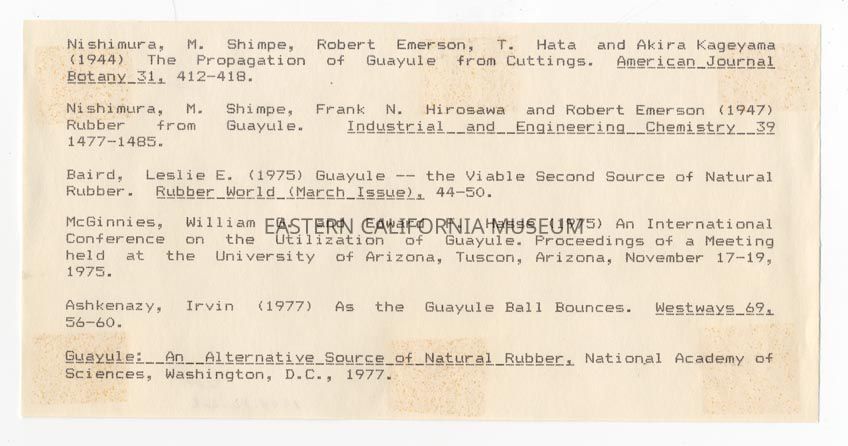 Nishimura, M. Shimpe, Robert Emerson, T. Hata and Akira Kageyama
(1944) The Propagation of Guayule from Cuttings. American Journal
Botany 31, 412-418.
Nishimura, M. Shimpe, Frank N. Hirosawa and Robert Emerson (1947)
Rubber from Guayule. Industrial and Engineering Chemistry 39
1477-1485.
Baird, Leslie E. (1975) Guayule -- the Viable Second Source of Natural
Rubber. Rubber World (March Issue), 44-50.
McGinnies, William G. and Edward F. Haase (1975) An International
EASTERN CALIFORNIA MUSEUM
Conference on the Utilization of Guayule. Proceedings of a Meeting
held at the University of Arizona, Tuscon, Arizona, November 17-19,
1975.
Ashkenazy, Irvin (1977) As the Guayule Ball Bounces. Westways 69,
56-60.
Guayule: An Alternative Source of Natural Rubber, National Academy of
Sciences, Washington, D.C., 1977.